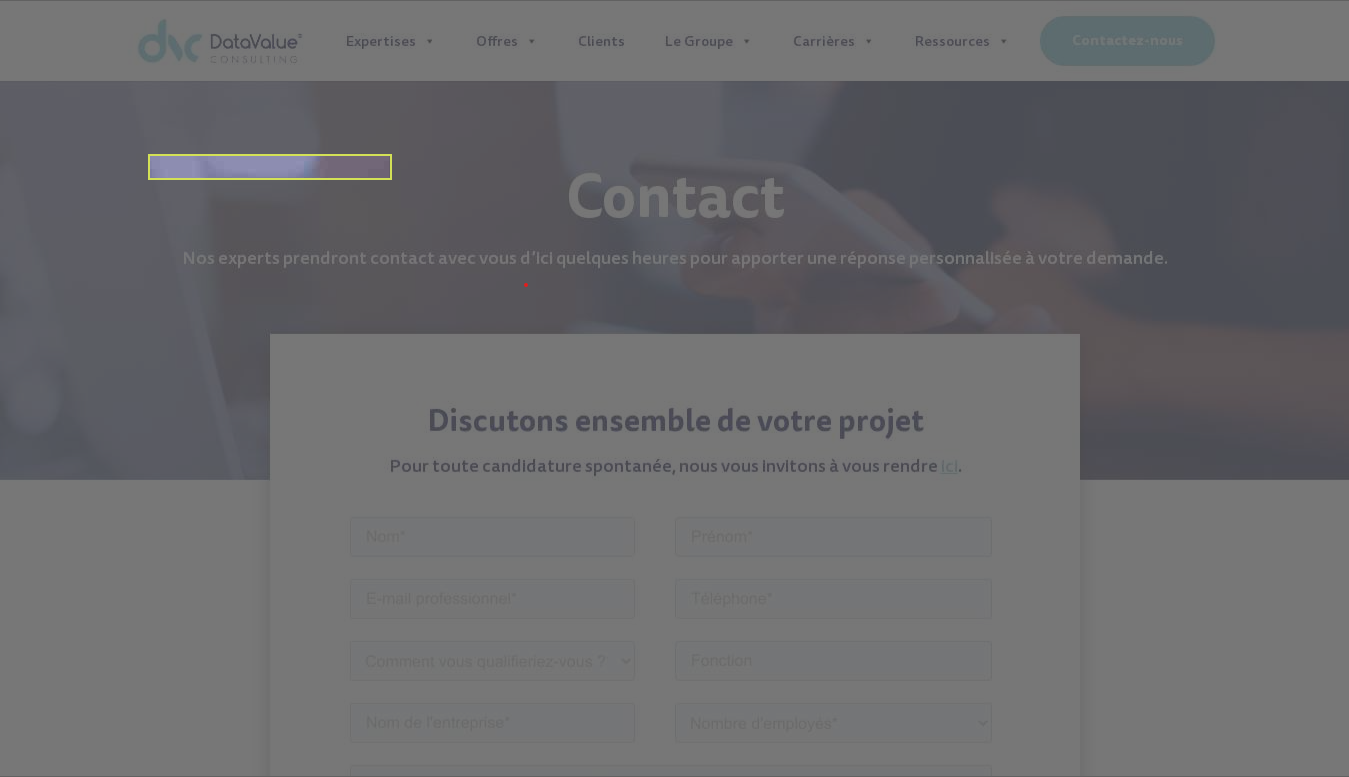 DataValue
CONSULTING
Expertises
Offres
Clients
Le Groupe
Carrières
Ressources
Contactez-nous
Contact
Nos experts prendront contact avec vous d'ici quelques heures pour apporter une réponse personnalisée à votre demande.
Discutons ensemble de votre projet
Pour toute candidature spontanée, nous vous invitons à vous rendre ici.
Nom*
Prénom*
E-mail professionnel*
Téléphone*
Comment vous qualifieriez-vous ?
Fonction
Nom de l'entreprise*
Nombre d'employés*